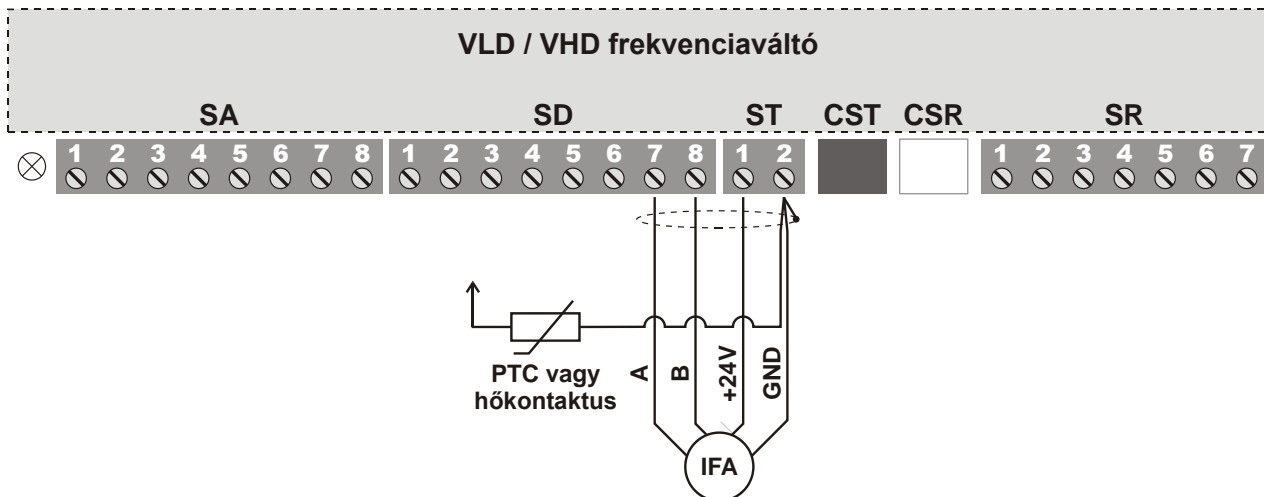 VLD / VHD frekvenciaváltó
SA SD ST CST CSR SR
1 2 3 4 5 6 7 8 1 2 3 4 5 6 7 8 1 2 1 2 3 4 5 6 7
PTC vagy
hőkontaktus
A
B
+24V
GND
IFA